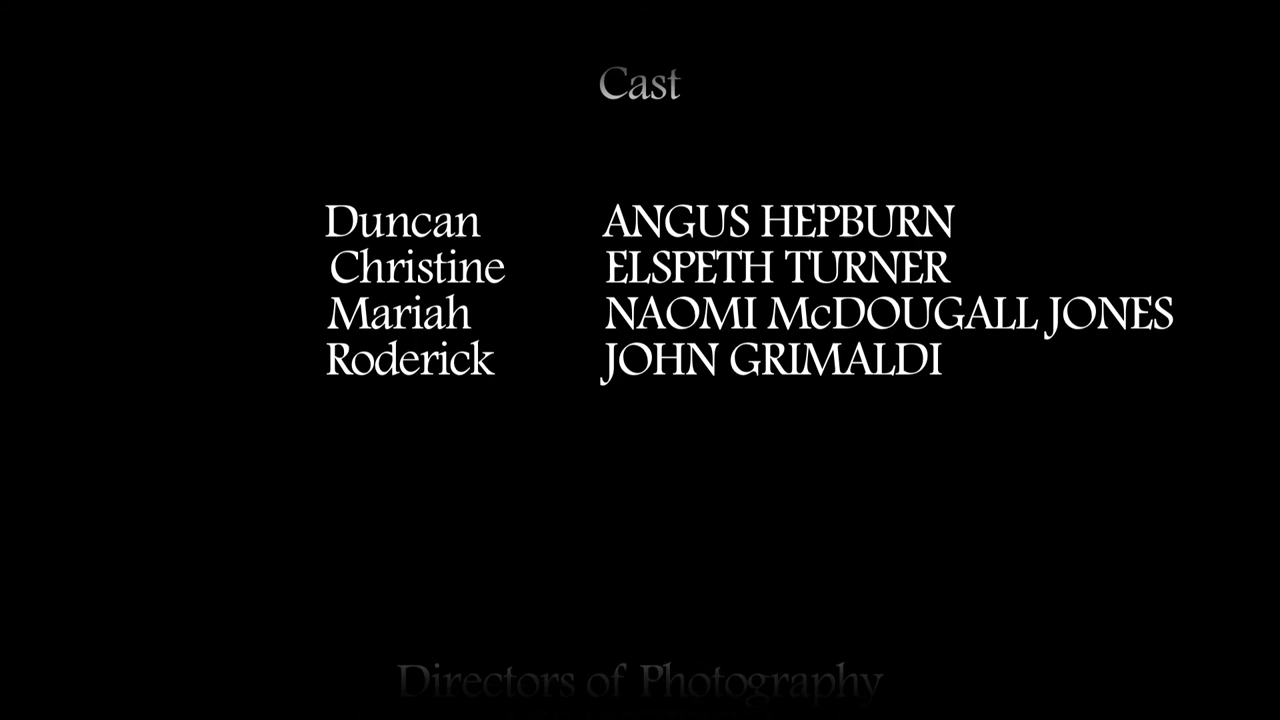 Cast
Duncan ANGUS HEPBURN
Christine ELSPETH TURNER
Mariah NAOMI McDOUGALL JONES
Roderick JOHN GRIMALDI
Directors of Photography